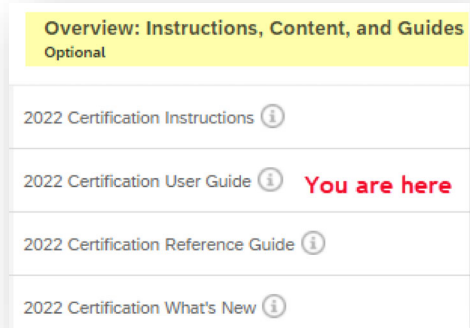 Overview: Instructions, Content, and Guides
Optional
2022 Certification Instructions
2022 Certification User Guide You are here
2022 Certification Reference Guide
2022 Certification What's New